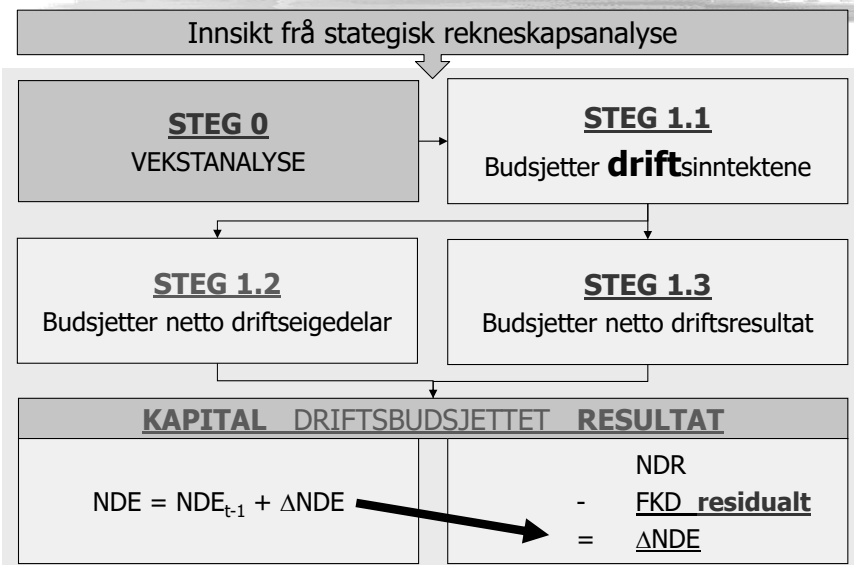 Innsikt frå stategisk rekneskapsanalyse
STEG 0
VEKSTANALYSE
STEG 1.1
Budsjetter driftsinntektene
STEG 1.2
Budsjetter netto driftseigedelar
STEG 1.3
Budsjetter netto driftsresultat
KAPITAL DRIFTSBUDSJETTET RESULTAT
NDE = NDEt-1 + ΔNDE
NDR
- FKD residualt
= ΔNDE